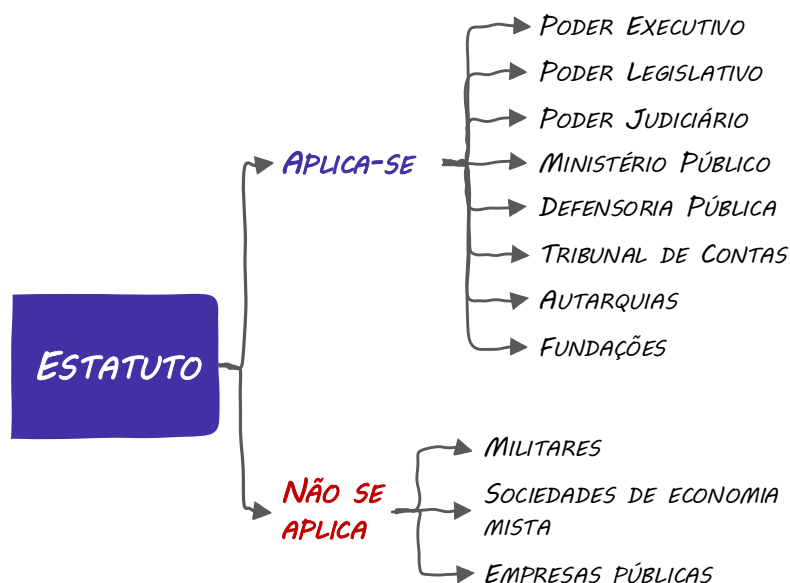 Estatuto
Aplica-se
Poder Executivo
Poder Legislativo
Poder Judiciário
Ministério Público
Defensoria Pública
Tribunal de Contas
Autarquias
Fundações
Não se
aplica
Militares
Sociedades de economia
mista
Empresas públicas